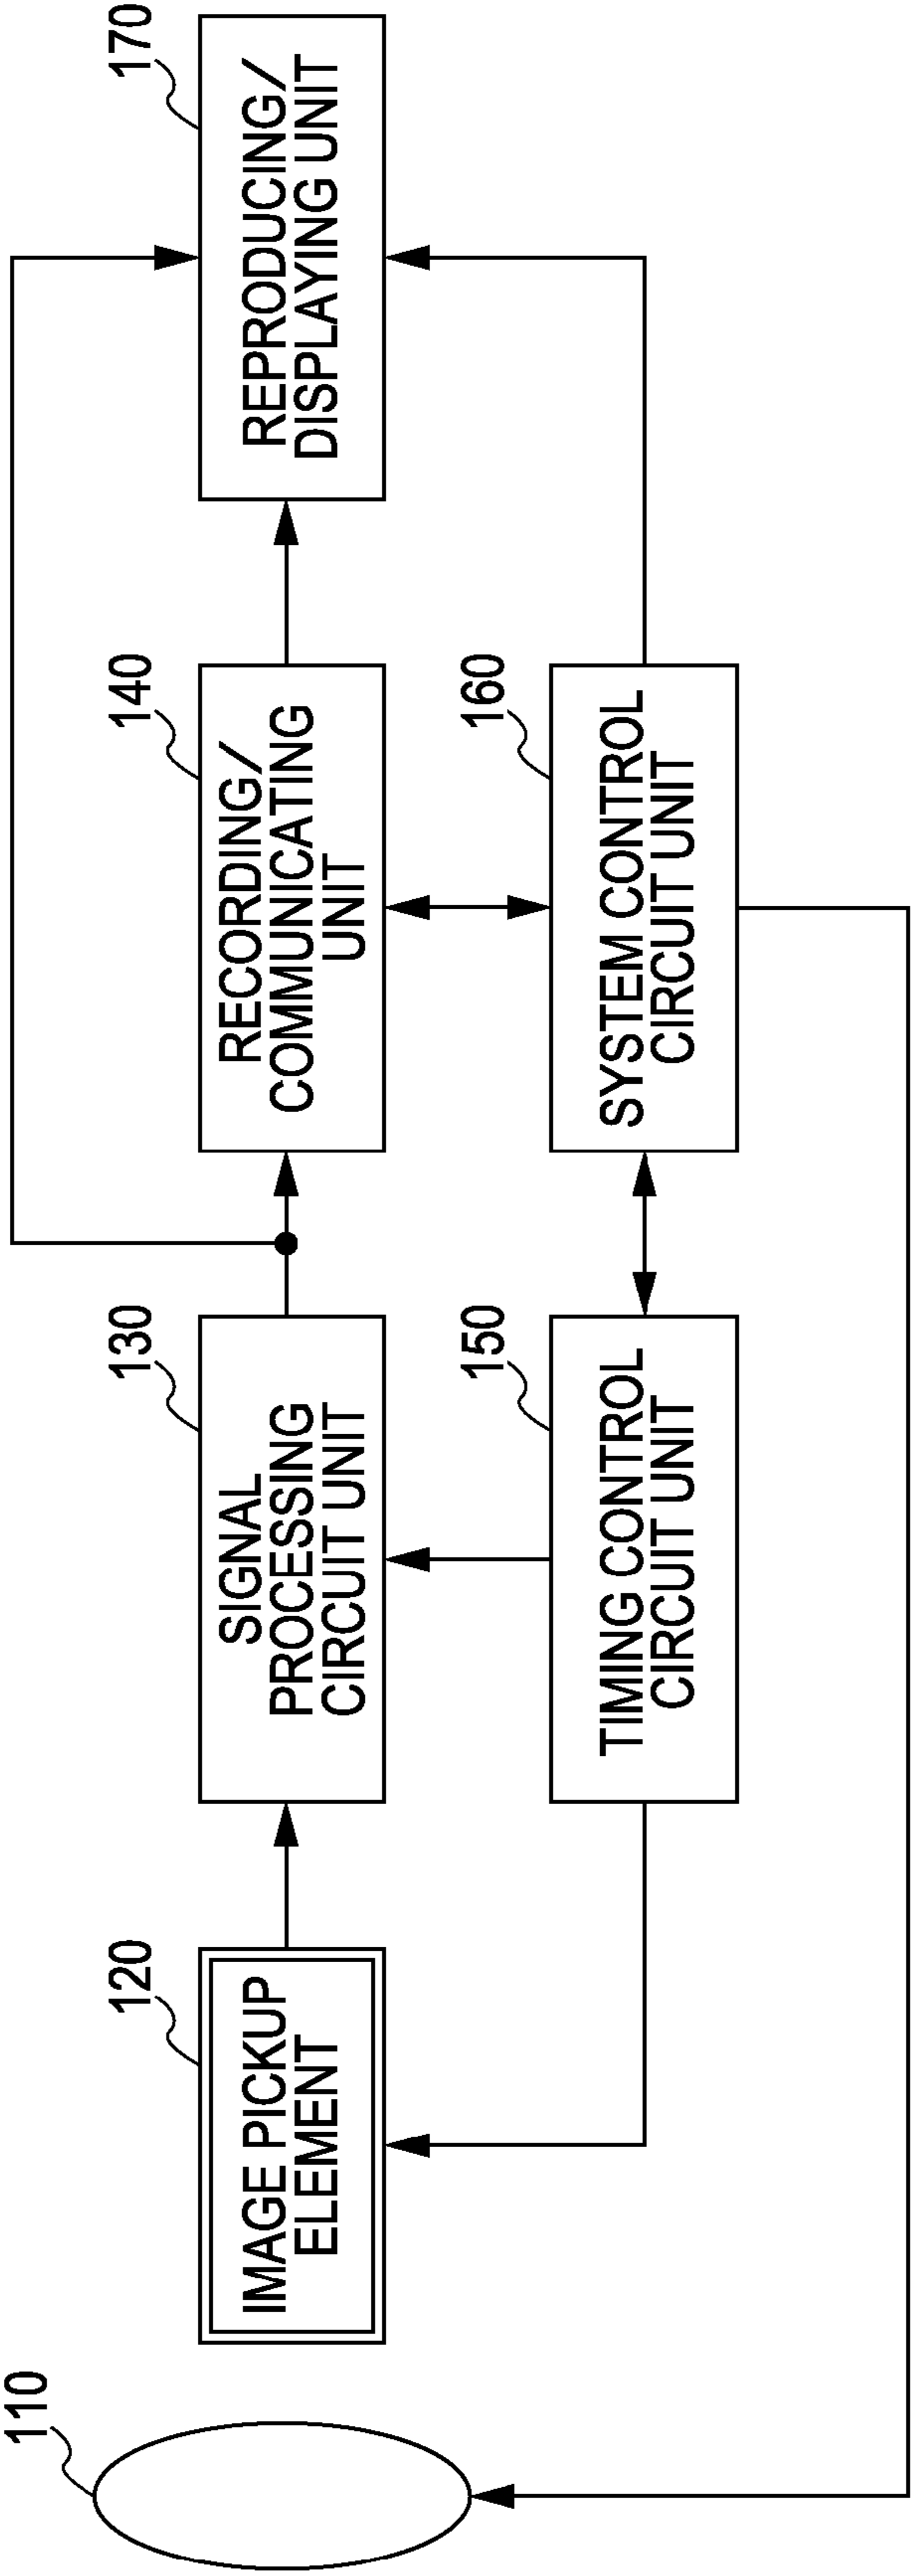 110
120
IMAGE PICKUP
ELEMENT
130
SIGNAL
PROCESSING
CIRCUIT UNIT
140
RECORDING/
COMMUNICATING
UNIT
170
REPRODUCING/
DISPLAYING UNIT
150
TIMING CONTROL
CIRCUIT UNIT
160
SYSTEM CONTROL
CIRCUIT UNIT